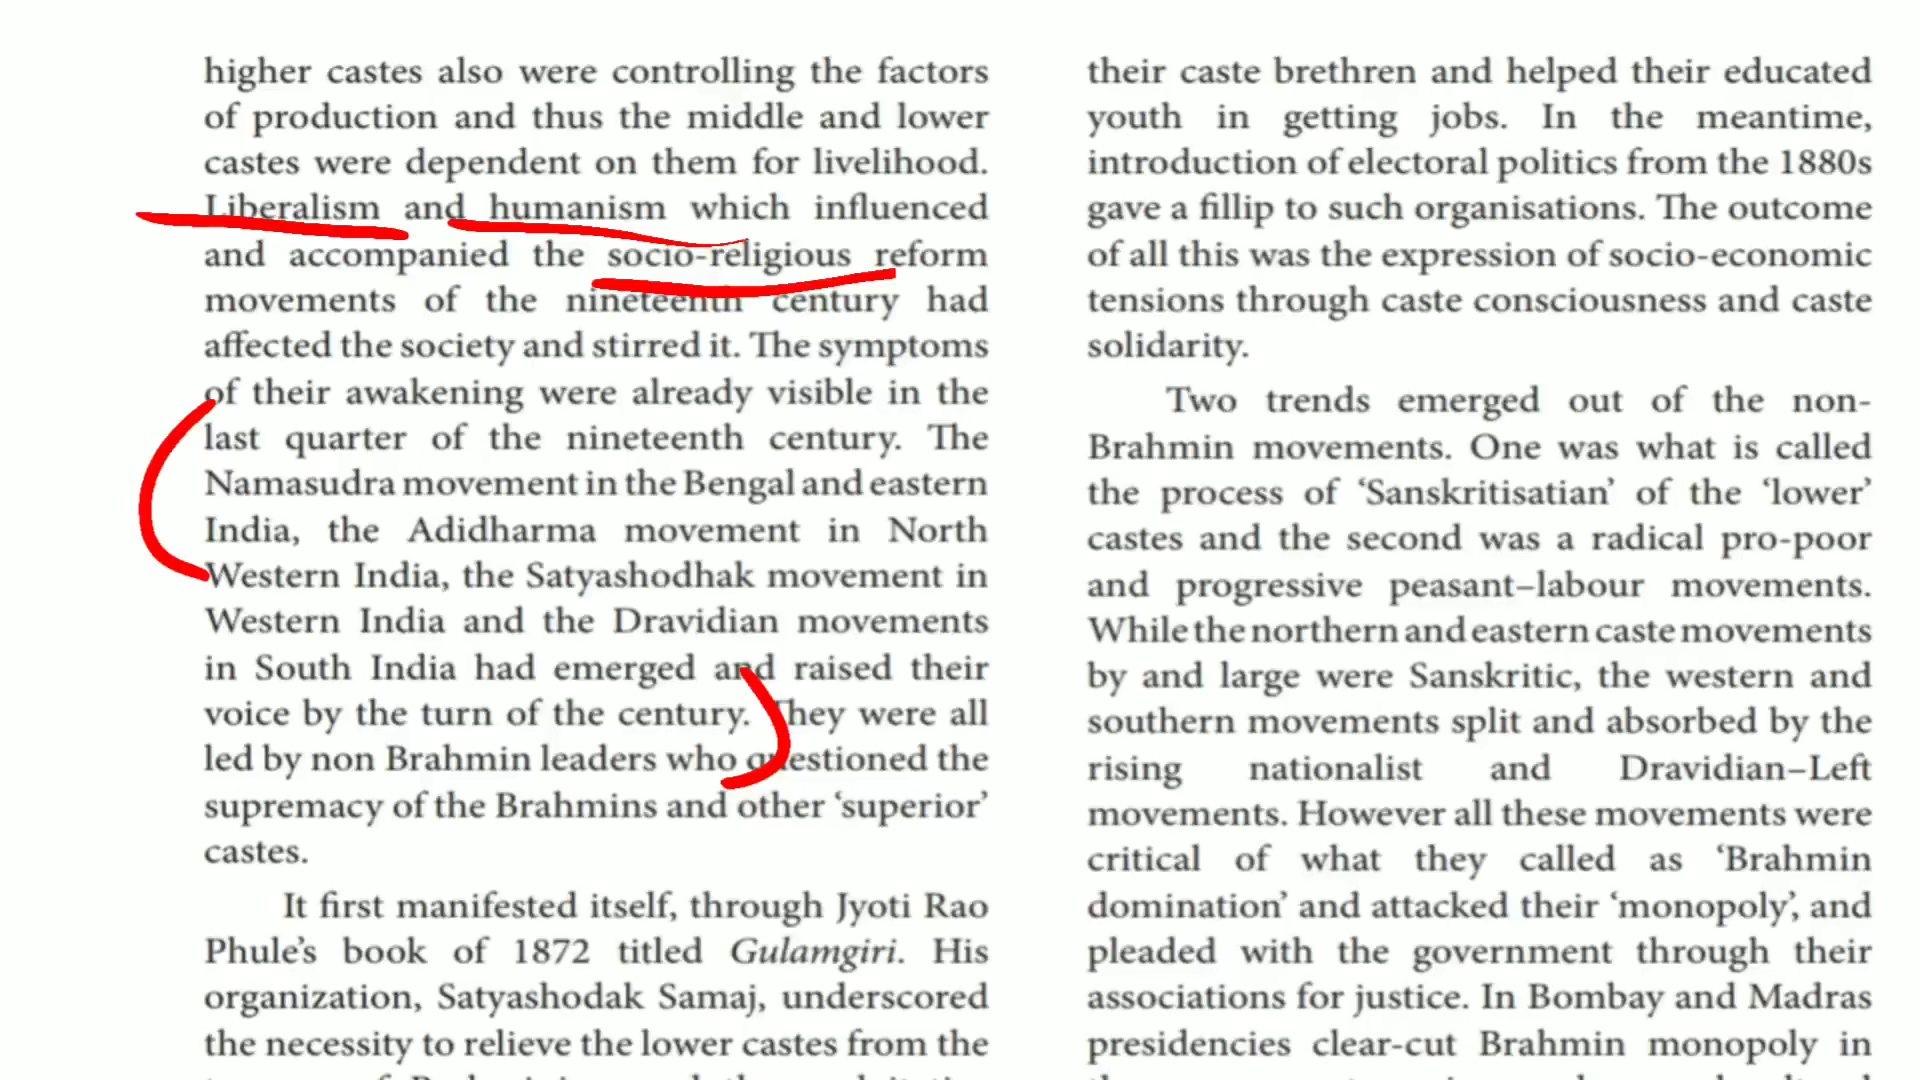 higher castes also were controlling the factors
of production and thus the middle and lower
castes were dependent on them for livelihood.
Liberalism and humanism which influenced
and accompanied the socio-religious reform
movements of the nineteenth century had
affected the society and stirred it. The symptoms
of their awakening were already visible in the
last quarter of the nineteenth century. The
Namasudra movement in the Bengal and eastern
India, the Adidharma movement in North
Western India, the Satyashodhak movement in
Western India and the Dravidian movements
in South India had emerged and raised their
voice by the turn of the century. They were all
led by non Brahmin leaders who questioned the
supremacy of the Brahmins and other ‘superior’
castes.
It first manifested itself, through Jyoti Rao
Phule’s book of 1872 titled Gulamgiri. His
organization, Satyashodak Samaj, underscored
the necessity to relieve the lower castes from the
their caste brethren and helped their educated
youth in getting jobs. In the meantime,
introduction of electoral politics from the 1880s
gave a fillip to such organisations. The outcome
of all this was the expression of socio-economic
tensions through caste consciousness and caste
solidarity.
Two trends emerged out of the non-
Brahmin movements. One was what is called
the process of ‘Sanskritisatian’ of the ‘lower’
castes and the second was a radical pro-poor
and progressive peasant–labour movements.
While the northern and eastern caste movements
by and large were Sanskritic, the western and
southern movements split and absorbed by the
rising nationalist and Dravidian–Left
movements. However all these movements were
critical of what they called as ‘Brahmin
domination’ and attacked their ‘monopoly’, and
pleaded with the government through their
associations for justice. In Bombay and Madras
presidencies clear-cut Brahmin monopoly in